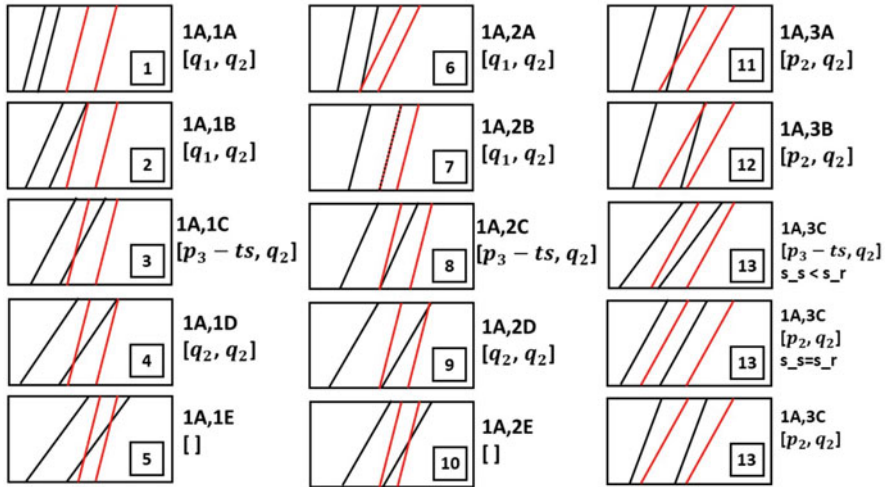 1
1A,1A
[q₁, q₂]
2
1A,1B
[q₁, q₂]
3
1A,1C
[p₃ − ts, q₂]
4
1A,1D
[q₂, q₂]
5
1A,1E
[ ]
6
1A,2A
[q₁, q₂]
7
1A,2B
[q₁, q₂]
8
1A,2C
[p₃ − ts, q₂]
9
1A,2D
[q₂, q₂]
10
1A,2E
[ ]
11
1A,3A
[p₂, q₂]
12
1A,3B
[p₂, q₂]
13
1A,3C
[p₃ − ts, q₂]
s_s < s_r
13
1A,3C
[p₂, q₂]
s_s=s_r
13
1A,3C
[p₂, q₂]